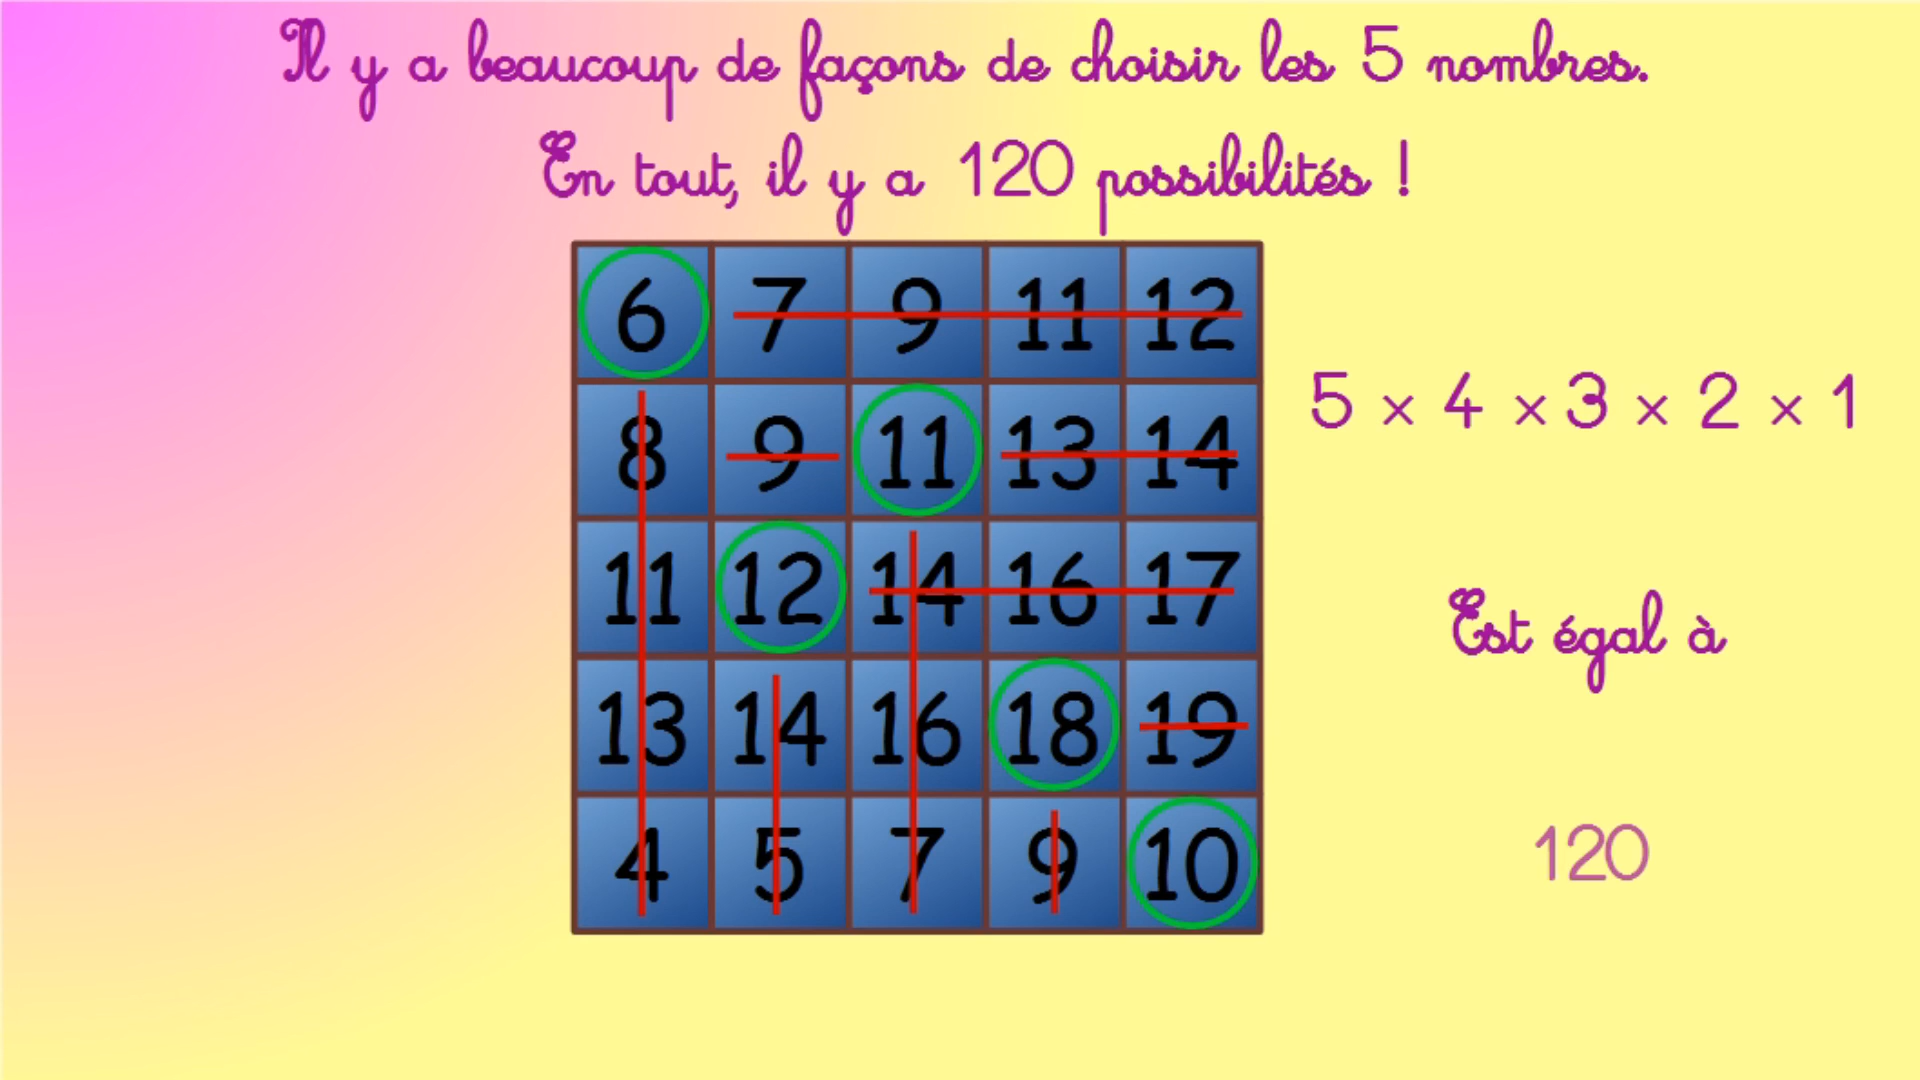 Il y a beaucoup de façons de choisir les 5 nombres.
En tout, il y a 120 possibilités !
6 7 9 11 12
8 9 11 13 14
11 12 14 16 17
13 14 16 18 19
4 5 7 9 10
5 × 4 × 3 × 2 × 1
Est égal à
120